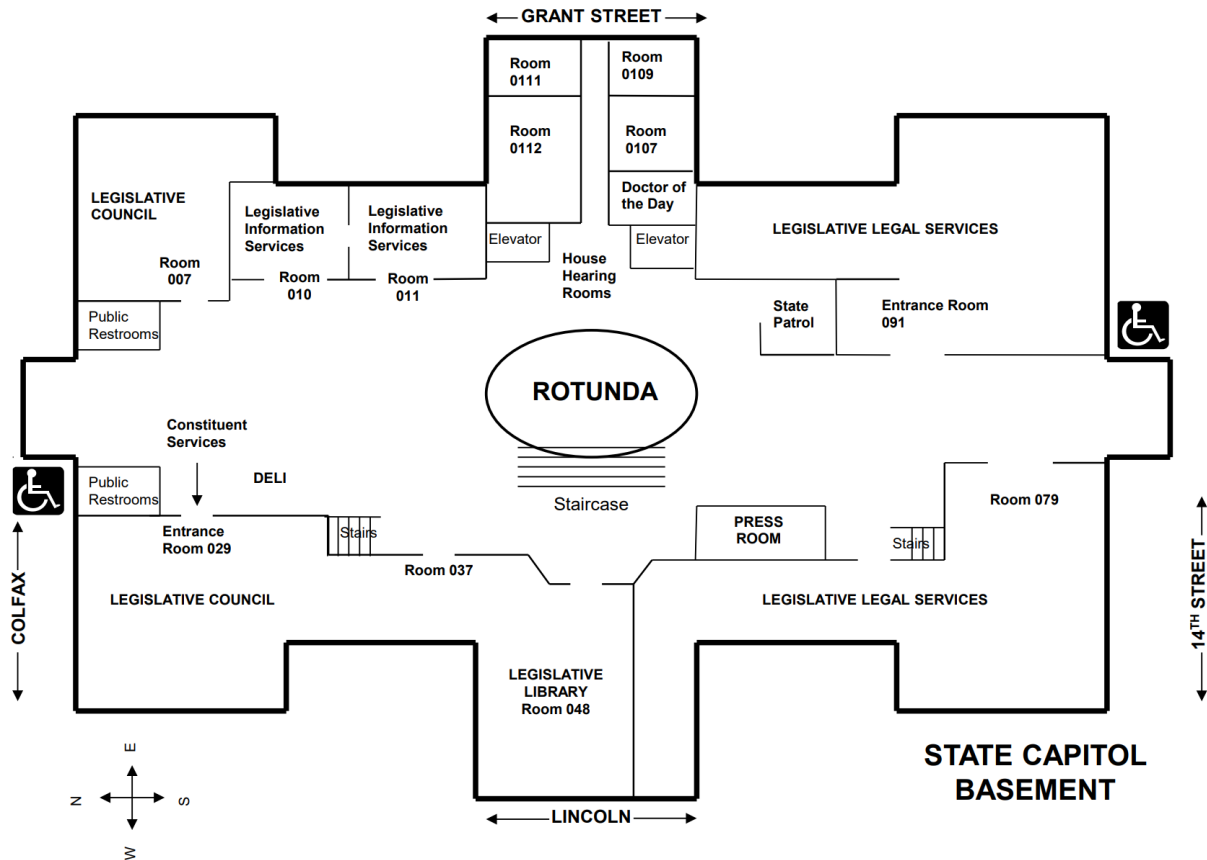 GRANT STREET
Room
0111
Room
0109
Room
0112
Room
0107
Doctor of
the Day
LEGISLATIVE
COUNCIL
Legislative
Information
Services
Legislative
Information
Services
LEGISLATIVE LEGAL SERVICES
Elevator
Elevator
Room
007
Room
010
Room
011
House
Hearing
Rooms
State
Patrol
Entrance Room
091
Public
Restrooms
ROTUNDA
Constituent
Services
Public
Restrooms
DELI
Staircase
Room 079
Entrance
Room 029
Stairs
PRESS
ROOM
Stairs
Room 037
COLFAX
LEGISLATIVE COUNCIL
LEGISLATIVE LEGAL SERVICES
14TH STREET
LEGISLATIVE
LIBRARY
Room 048
E
N
S
W
STATE CAPITOL
BASEMENT
LINCOLN